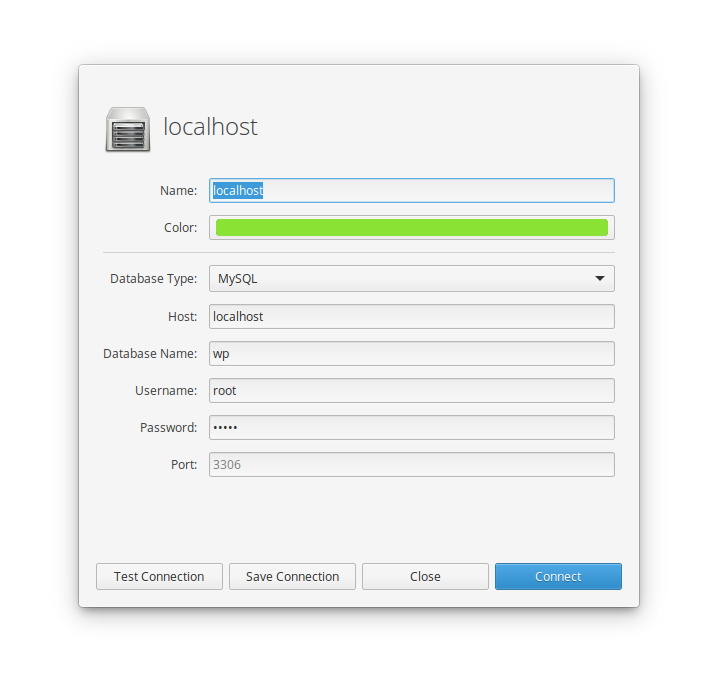 localhost
Name: localhost
Color:
Database Type: MySQL
Host: localhost
Database Name: wp
Username: root
Password: •••••
Port: 3306
Test Connection Save Connection Close Connect